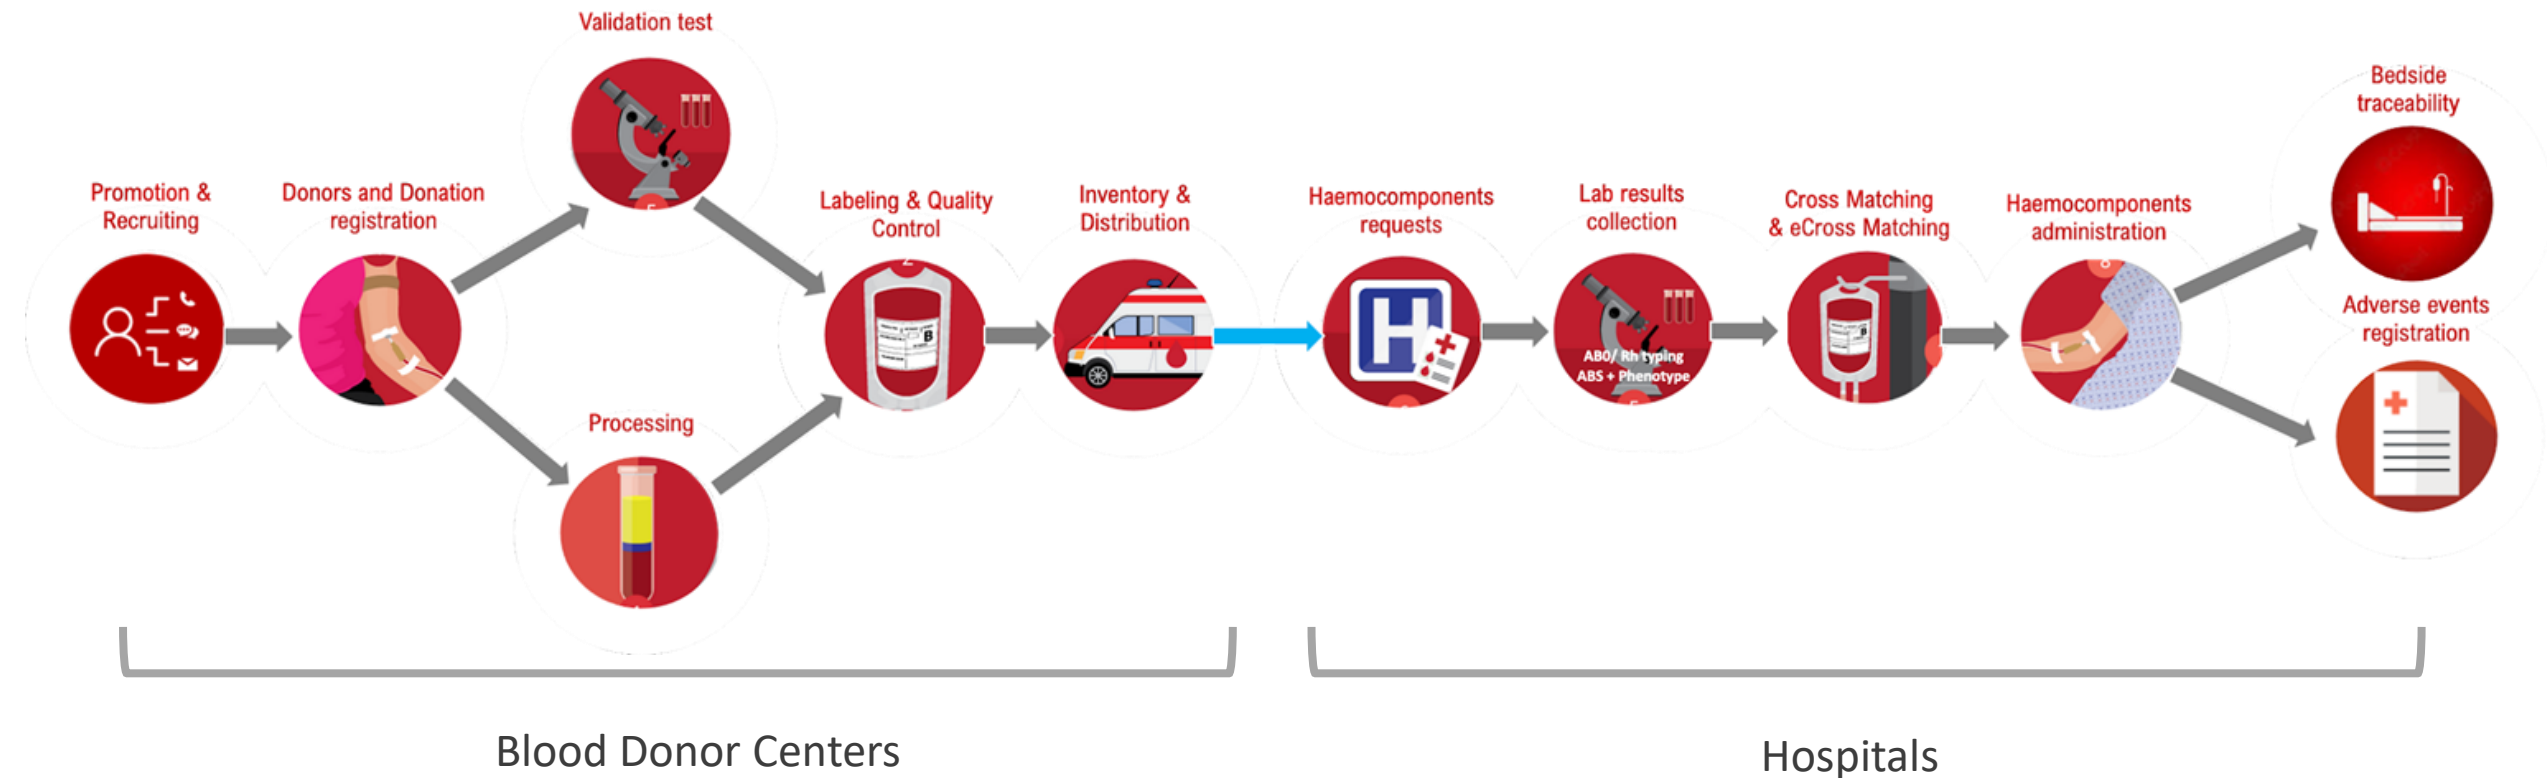 Validation test
Promotion &
Recruiting
Donors and Donation
registration
Processing
Labeling & Quality
Control
B
Inventory &
Distribution
Haemocomponents
requests
H
Lab results
collection
AB0/ Rh typing
ABS + Phenotype
Cross Matching
& eCross Matching
B
Haemocomponents
administration
Bedside
traceability
Adverse events
registration
Blood Donor Centers
Hospitals